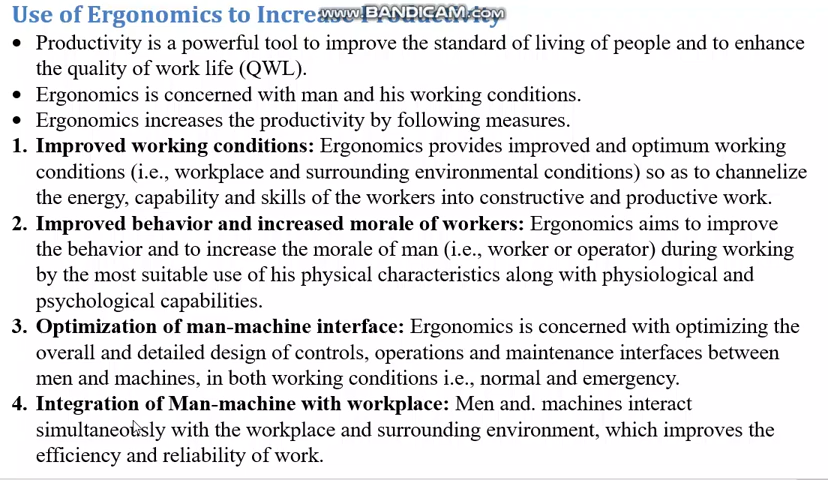 Use of Ergonomics to Increase Productivity
www.BANDICAM.com
• Productivity is a powerful tool to improve the standard of living of people and to enhance
the quality of work life (QWL).
• Ergonomics is concerned with man and his working conditions.
• Ergonomics increases the productivity by following measures.
1. Improved working conditions: Ergonomics provides improved and optimum working
conditions (i.e., workplace and surrounding environmental conditions) so as to channelize
the energy, capability and skills of the workers into constructive and productive work.
2. Improved behavior and increased morale of workers: Ergonomics aims to improve
the behavior and to increase the morale of man (i.e., worker or operator) during working
by the most suitable use of his physical characteristics along with physiological and
psychological capabilities.
3. Optimization of man-machine interface: Ergonomics is concerned with optimizing the
overall and detailed design of controls, operations and maintenance interfaces between
men and machines, in both working conditions i.e., normal and emergency.
4. Integration of Man-machine with workplace: Men and. machines interact
simultaneously with the workplace and surrounding environment, which improves the
efficiency and reliability of work.